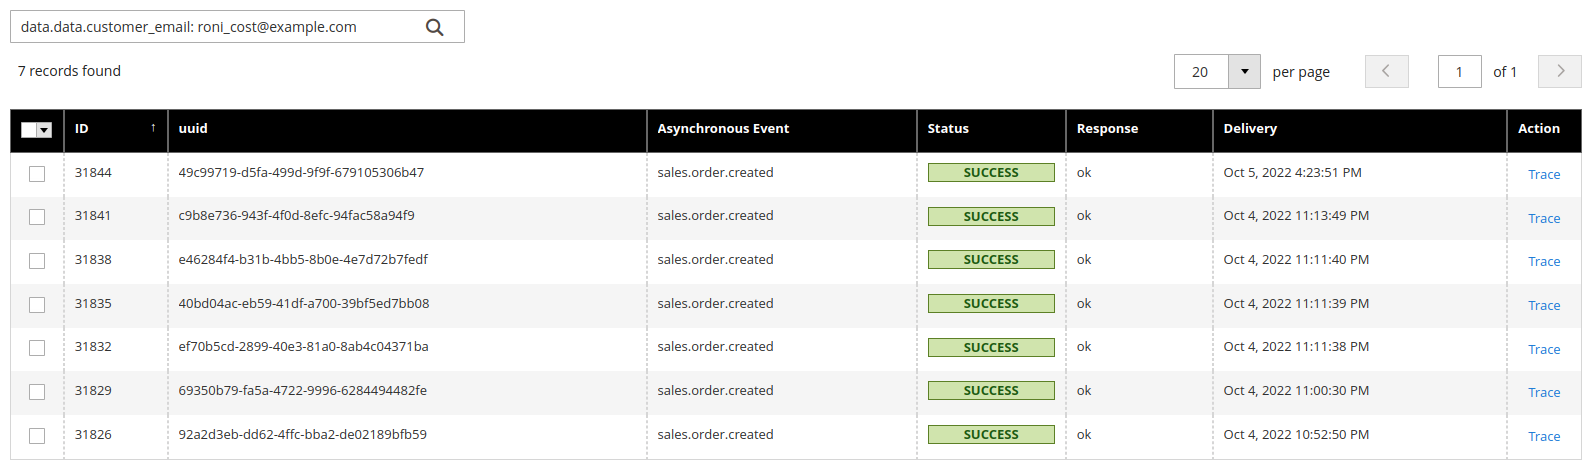 data.data.customer_email: roni_cost@example.com
7 records found
20 per page 1 of 1
ID ↑ uuid Asynchronous Event Status Response Delivery Action
31844 49c99719-d5fa-499d-9f9f-679105306b47 sales.order.created SUCCESS ok Oct 5, 2022 4:23:51 PM Trace
31841 c9b8e736-943f-4f0d-8efc-94fac58a94f9 sales.order.created SUCCESS ok Oct 4, 2022 11:13:49 PM Trace
31838 e46284f4-b31b-4bb5-8b0e-4e7d72b7fedf sales.order.created SUCCESS ok Oct 4, 2022 11:11:40 PM Trace
31835 40bd04ac-eb59-41df-a700-39bf5ed7bb08 sales.order.created SUCCESS ok Oct 4, 2022 11:11:39 PM Trace
31832 ef70b5cd-2899-40e3-81a0-8ab4c04371ba sales.order.created SUCCESS ok Oct 4, 2022 11:11:38 PM Trace
31829 69350b79-fa5a-4722-9996-6284494482fe sales.order.created SUCCESS ok Oct 4, 2022 11:00:30 PM Trace
31826 92a2d3eb-dd62-4ffc-bba2-de02189bfb59 sales.order.created SUCCESS ok Oct 4, 2022 10:52:50 PM Trace